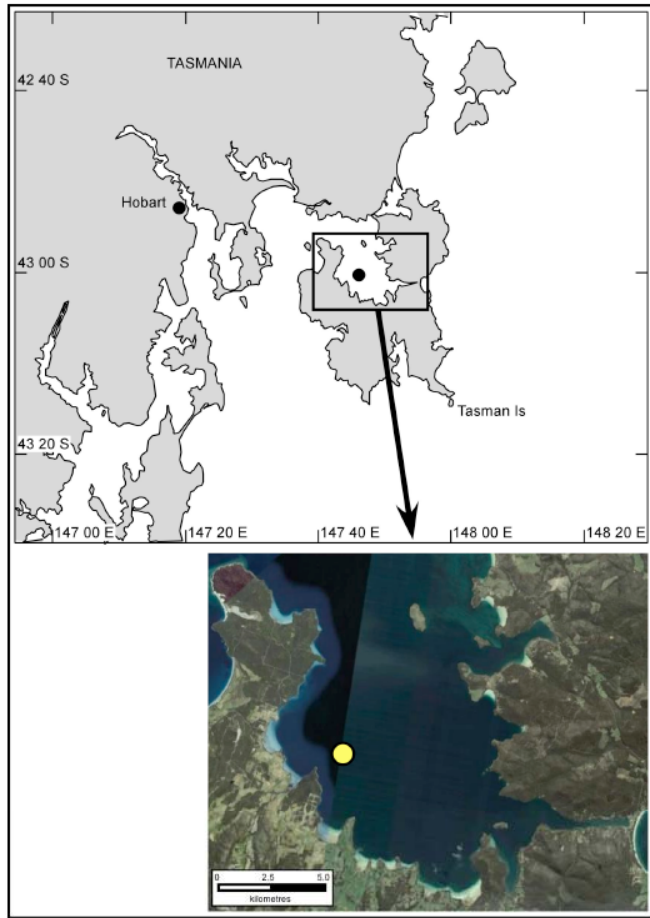 TASMANIA
42 40 S
Hobart
43 00 S
Tasman Is
43 20 S
147 00 E
147 20 E
147 40 E
148 00 E
148 20 E
0 2.5 5.0
kilometres